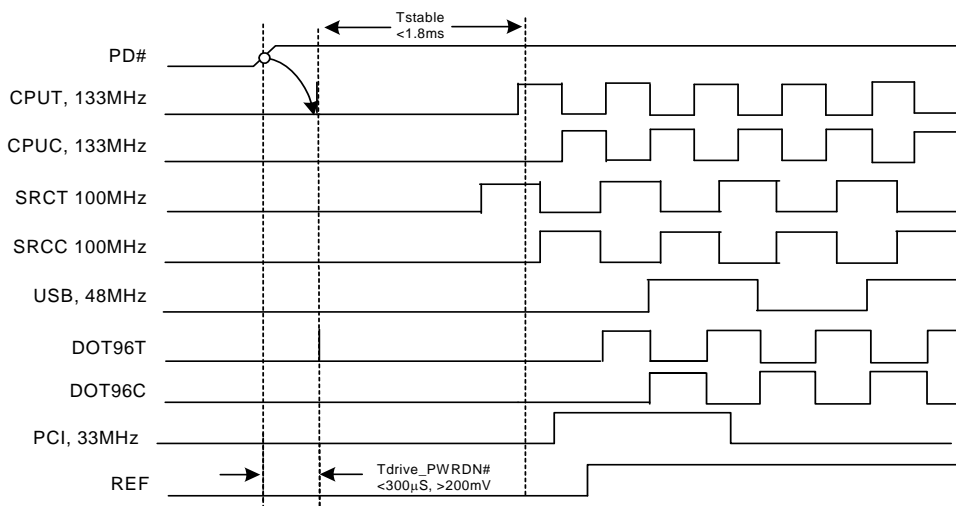 Tstable
<1.8ms
PD#
CPUT, 133MHz
CPUC, 133MHz
SRCT 100MHz
SRCC 100MHz
USB, 48MHz
DOT96T
DOT96C
PCI, 33MHz
Tdrive_PWRDN#
<300µS, >200mV
REF